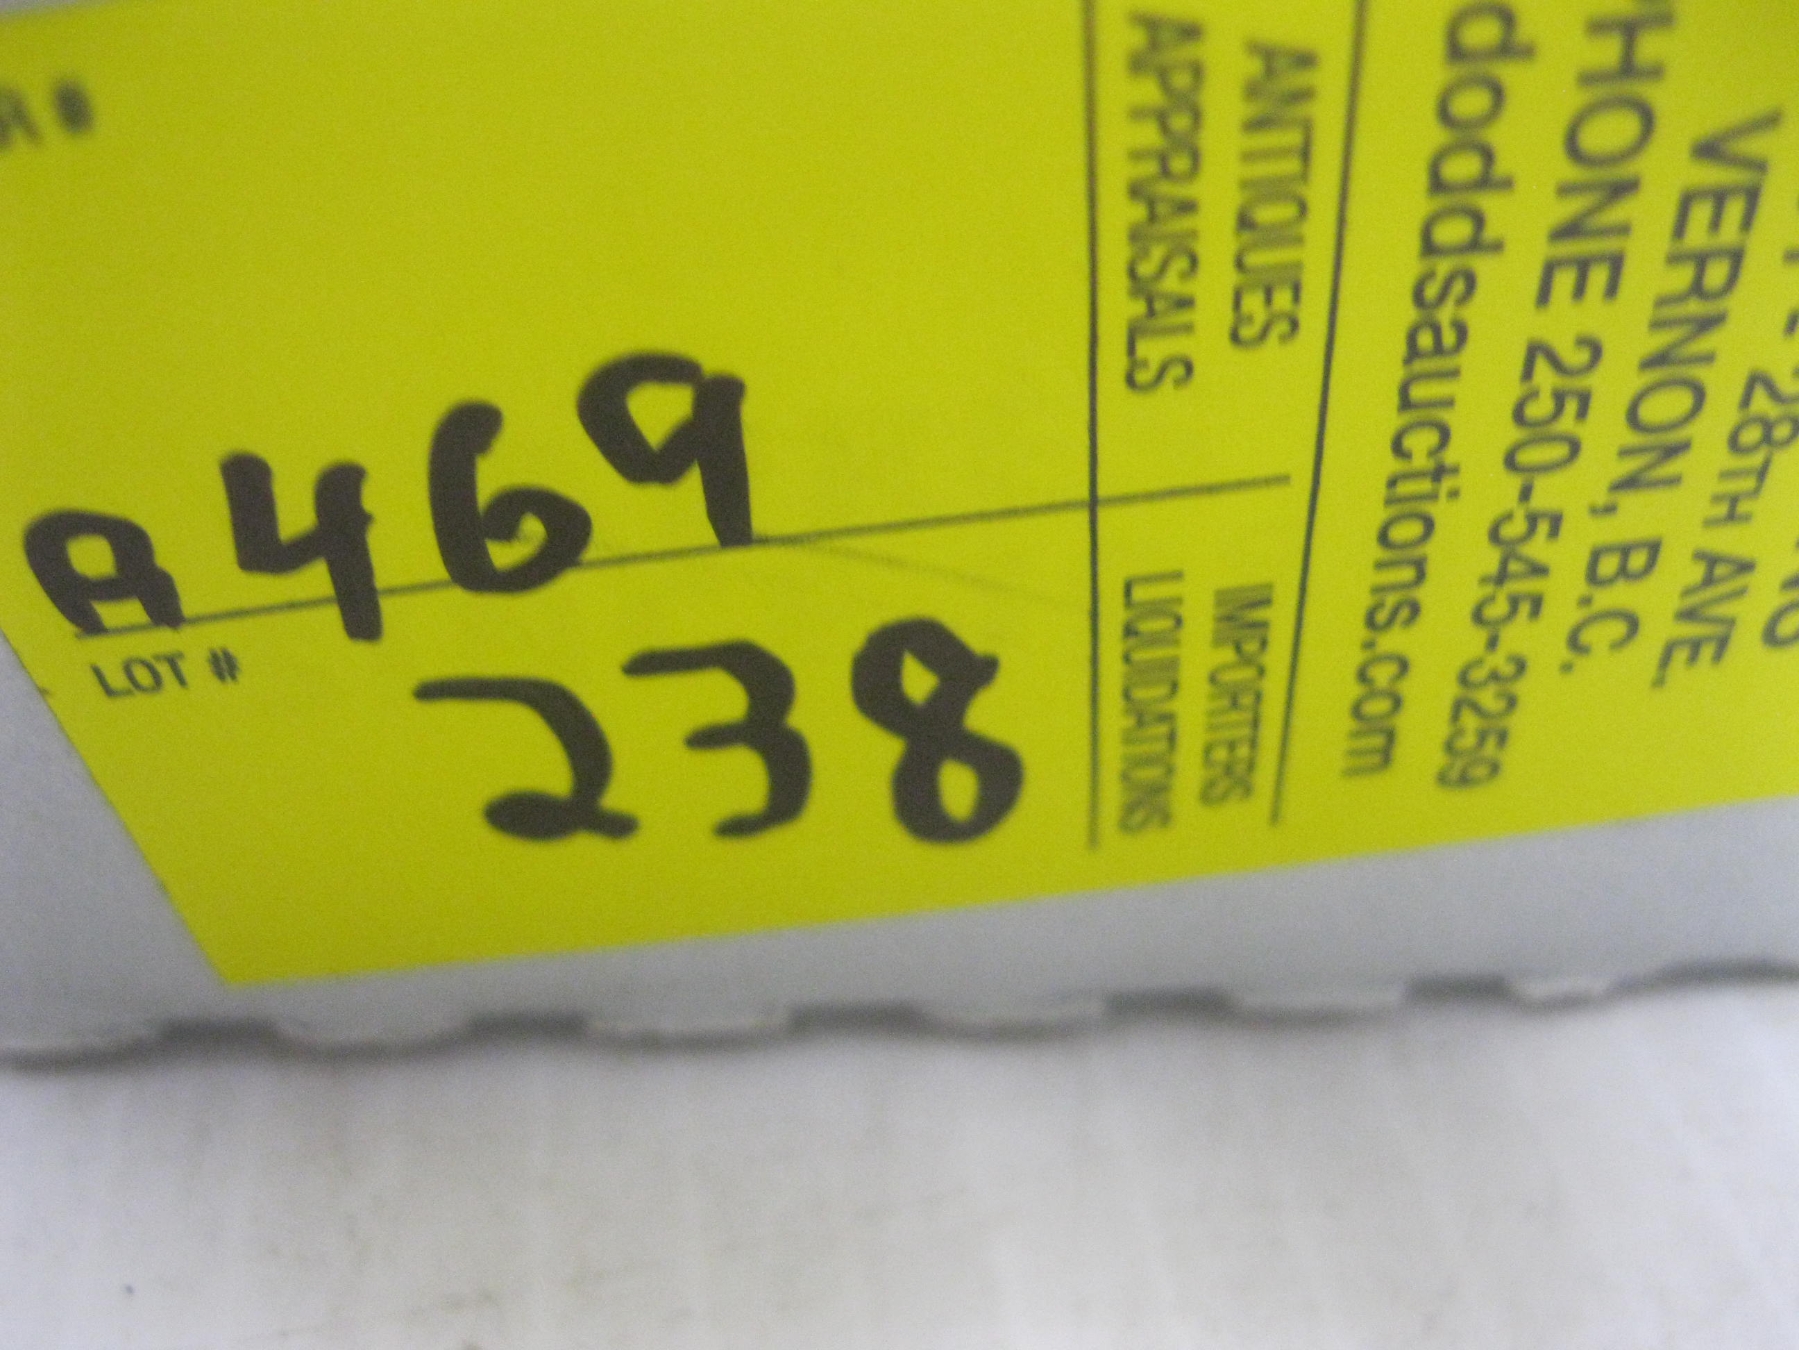 A469
LOT #
238
ANTIQUES
APPRAISALS
IMPORTERS
LIQUIDATIONS
28TH AVE.
VERNON, B.C.
PHONE 250-545-3259
doddsauctions.com